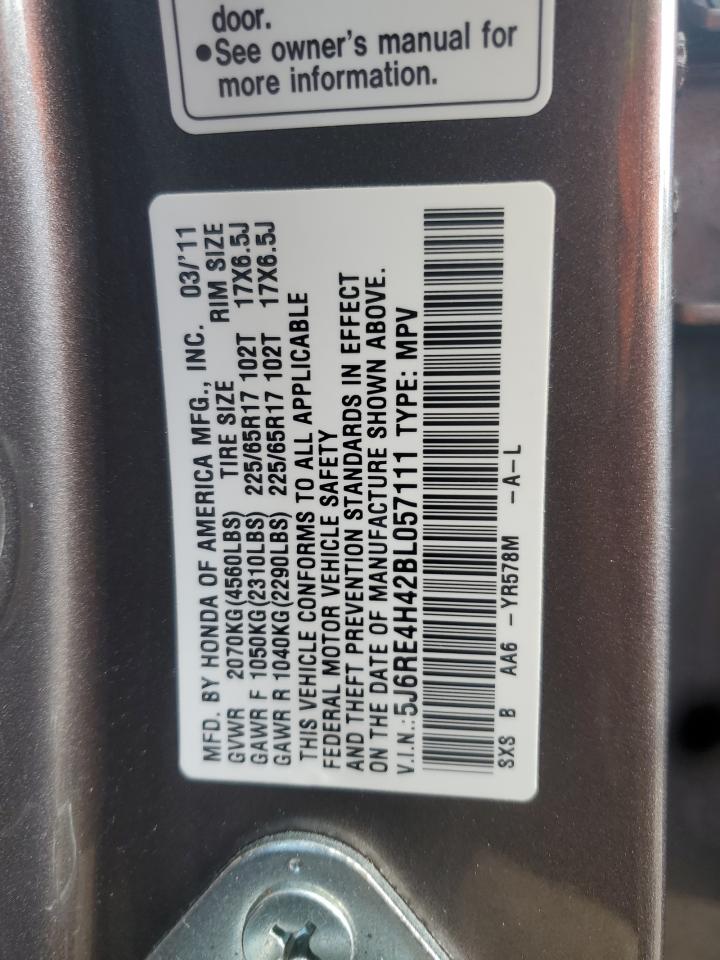 door.
●See owner's manual for
more information.
MFD. BY HONDA OF AMERICA MFG., INC. 03/'11
GVWR 2070KG(4560LBS) TIRE SIZE RIM SIZE
GAWR F 1050KG(2310LBS) 225/65R17 102T 17X6.5J
GAWR R 1040KG(2290LBS) 225/65R17 102T 17X6.5J
THIS VEHICLE CONFORMS TO ALL APPLICABLE
FEDERAL MOTOR VEHICLE SAFETY
AND THEFT PREVENTION STANDARDS IN EFFECT
ON THE DATE OF MANUFACTURE SHOWN ABOVE.
V.I.N.:5J6RE4H42BL057111 TYPE: MPV
SXS B AA6 -YR578M -A-L